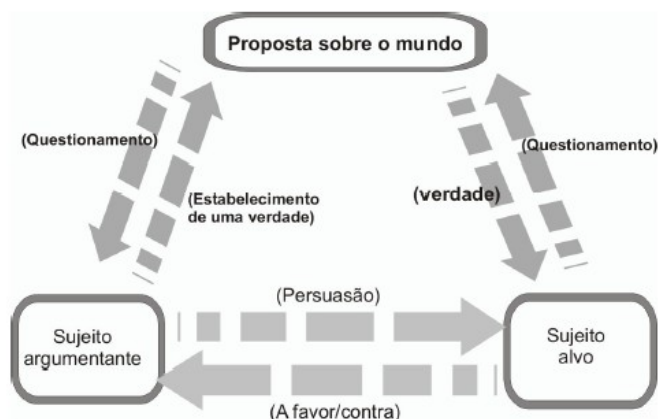 Proposta sobre o mundo
(Questionamento)
(Questionamento)
(Estabelecimento
de uma verdade)
(verdade)
(Persuasão)
Sujeito
argumentante
Sujeito
alvo
(A favor/contra)